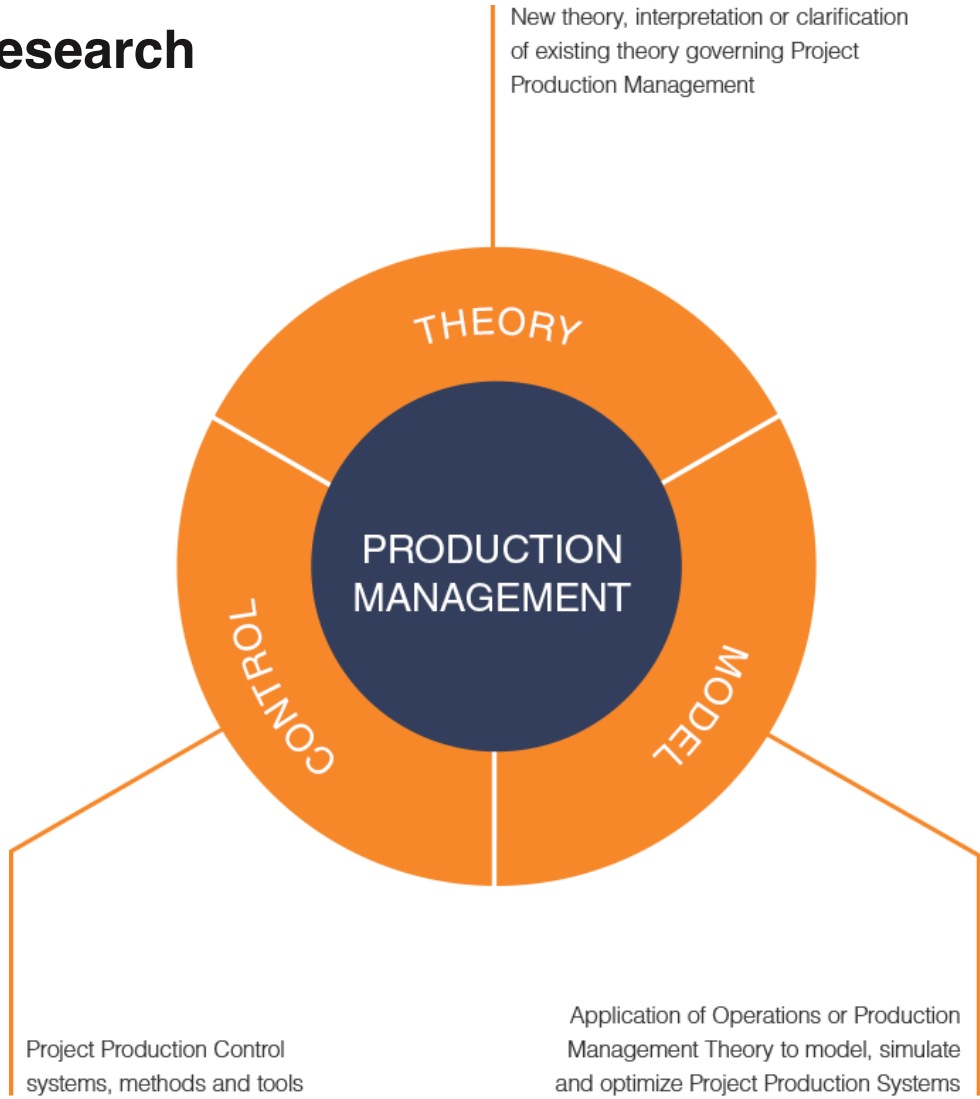 esearch
New theory, interpretation or clarification
of existing theory governing Project
Production Management
THEORY
PRODUCTION
MANAGEMENT
CONTROL
MODEL
Project Production Control
systems, methods and tools
Application of Operations or Production
Management Theory to model, simulate
and optimize Project Production Systems